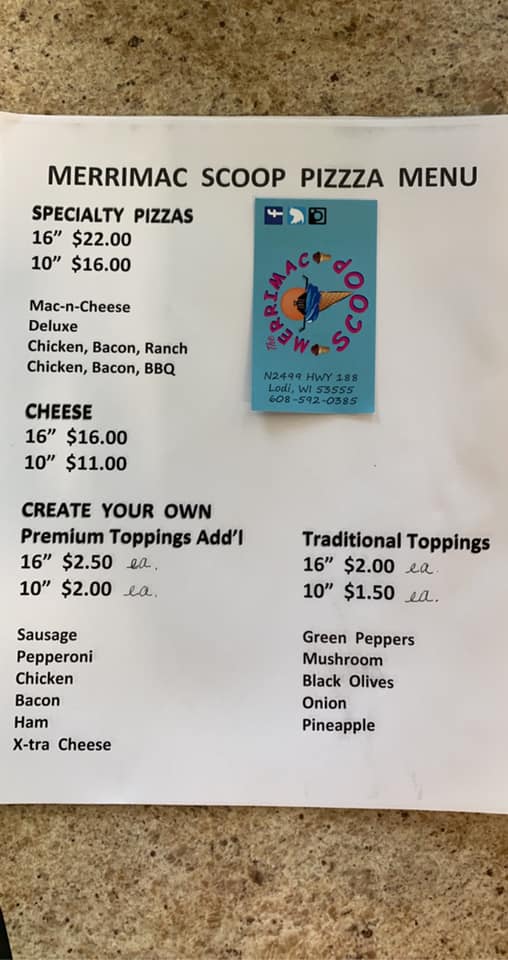 MERRIMAC SCOOP PIZZZA MENU
SPECIALTY PIZZAS
16” $22.00
10” $16.00
Mac-n-Cheese
Deluxe
Chicken, Bacon, Ranch
Chicken, Bacon, BBQ
The MERRIMAC SCOOP
N2499 HWY 188
Lodi, WI 53555
608-592-0385
CHEESE
16” $16.00
10” $11.00
CREATE YOUR OWN
Premium Toppings Add’l
16” $2.50 ea.
10” $2.00 ea.
Sausage
Pepperoni
Chicken
Bacon
Ham
X-tra Cheese
Traditional Toppings
16” $2.00 ea.
10” $1.50 ea.
Green Peppers
Mushroom
Black Olives
Onion
Pineapple